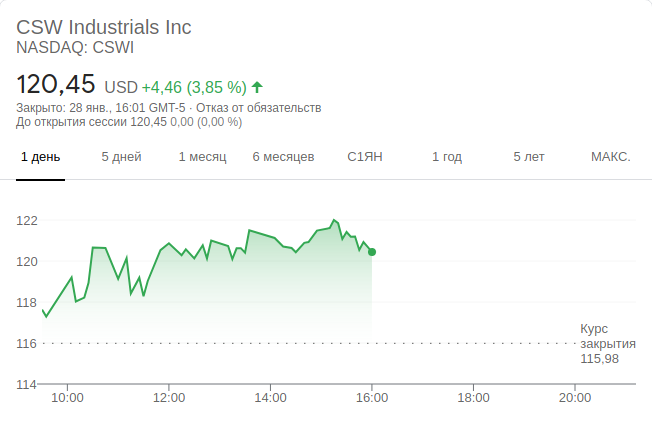 CSW Industrials Inc
NASDAQ: CSWI
120,45 USD +4,46 (3,85 %)
Закрыто: 28 янв., 16:01 GMT-5 · Отказ от обязательств
До открытия сессии 120,45 0,00 (0,00 %)
1 день 5 дней 1 месяц 6 месяцев С1ЯН 1 год 5 лет МАКС.
122
120
118
116
114
Курс
закрытия
115,98
10:00 12:00 14:00 16:00 18:00 20:00